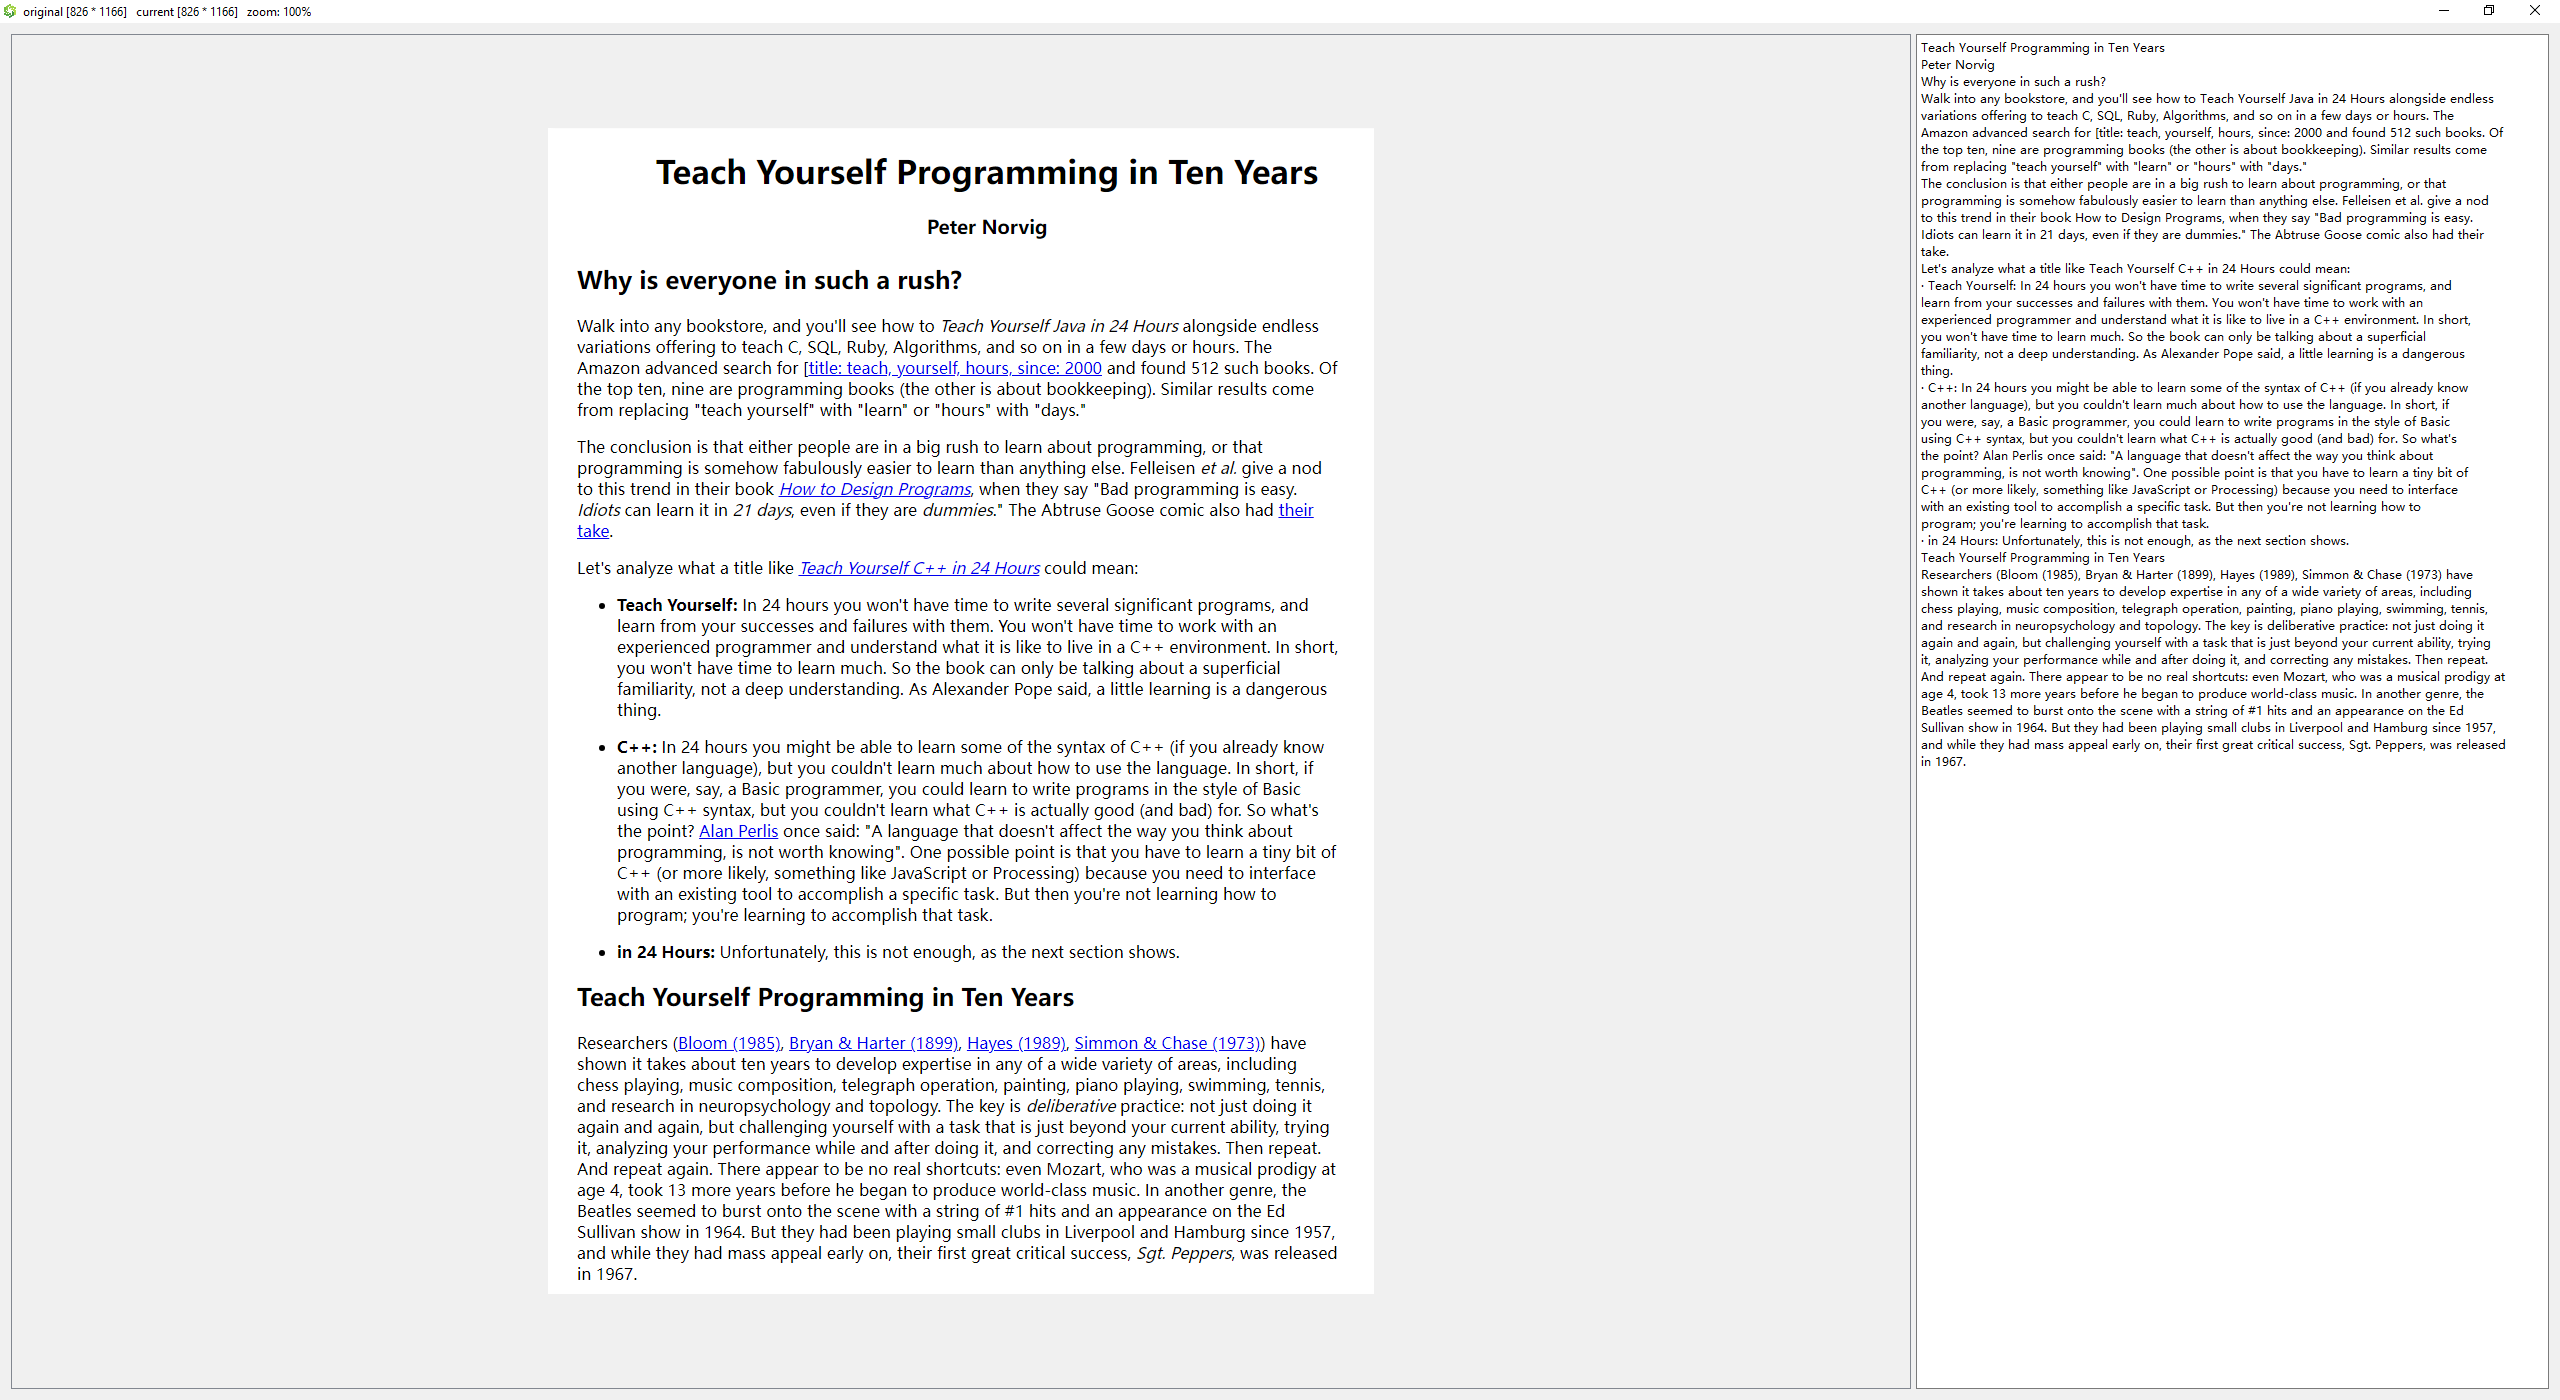 original [826 * 1166]   current [826 * 1166]   zoom: 100%
Teach Yourself Programming in Ten Years
Peter Norvig
Why is everyone in such a rush?
Walk into any bookstore, and you'll see how to Teach Yourself Java in 24 Hours alongside endless
variations offering to teach C, SQL, Ruby, Algorithms, and so on in a few days or hours. The
Amazon advanced search for [title: teach, yourself, hours, since: 2000 and found 512 such books. Of
the top ten, nine are programming books (the other is about bookkeeping). Similar results come
from replacing "teach yourself" with "learn" or "hours" with "days."
The conclusion is that either people are in a big rush to learn about programming, or that
programming is somehow fabulously easier to learn than anything else. Felleisen et al. give a nod
to this trend in their book How to Design Programs, when they say "Bad programming is easy.
Idiots can learn it in 21 days, even if they are dummies." The Abtruse Goose comic also had their
take.
Let's analyze what a title like Teach Yourself C++ in 24 Hours could mean:
• Teach Yourself: In 24 hours you won't have time to write several significant programs, and
learn from your successes and failures with them. You won't have time to work with an
experienced programmer and understand what it is like to live in a C++ environment. In short,
you won't have time to learn much. So the book can only be talking about a superficial
familiarity, not a deep understanding. As Alexander Pope said, a little learning is a dangerous
thing.
• C++: In 24 hours you might be able to learn some of the syntax of C++ (if you already know
another language), but you couldn't learn much about how to use the language. In short, if
you were, say, a Basic programmer, you could learn to write programs in the style of Basic
using C++ syntax, but you couldn't learn what C++ is actually good (and bad) for. So what's
the point? Alan Perlis once said: "A language that doesn't affect the way you think about
programming, is not worth knowing". One possible point is that you have to learn a tiny bit of
C++ (or more likely, something like JavaScript or Processing) because you need to interface
with an existing tool to accomplish a specific task. But then you're not learning how to
program; you're learning to accomplish that task.
• in 24 Hours: Unfortunately, this is not enough, as the next section shows.
Teach Yourself Programming in Ten Years
Researchers (Bloom (1985), Bryan & Harter (1899), Hayes (1989), Simmon & Chase (1973)) have
shown it takes about ten years to develop expertise in any of a wide variety of areas, including
chess playing, music composition, telegraph operation, painting, piano playing, swimming, tennis,
and research in neuropsychology and topology. The key is deliberative practice: not just doing it
again and again, but challenging yourself with a task that is just beyond your current ability, trying
it, analyzing your performance while and after doing it, and correcting any mistakes. Then repeat.
And repeat again. There appear to be no real shortcuts: even Mozart, who was a musical prodigy at
age 4, took 13 more years before he began to produce world-class music. In another genre, the
Beatles seemed to burst onto the scene with a string of #1 hits and an appearance on the Ed
Sullivan show in 1964. But they had been playing small clubs in Liverpool and Hamburg since 1957,
and while they had mass appeal early on, their first great critical success, Sgt. Peppers, was released
in 1967.
Teach Yourself Programming in Ten Years
Peter Norvig
Why is everyone in such a rush?
Walk into any bookstore, and you'll see how to Teach Yourself Java in 24 Hours alongside endless
variations offering to teach C, SQL, Ruby, Algorithms, and so on in a few days or hours. The
Amazon advanced search for [title: teach, yourself, hours, since: 2000 and found 512 such books. Of
the top ten, nine are programming books (the other is about bookkeeping). Similar results come
from replacing "teach yourself" with "learn" or "hours" with "days."
The conclusion is that either people are in a big rush to learn about programming, or that
programming is somehow fabulously easier to learn than anything else. Felleisen et al. give a nod
to this trend in their book How to Design Programs, when they say "Bad programming is easy.
Idiots can learn it in 21 days, even if they are dummies." The Abtruse Goose comic also had their
take.
Let's analyze what a title like Teach Yourself C++ in 24 Hours could mean:
· Teach Yourself: In 24 hours you won't have time to write several significant programs, and
learn from your successes and failures with them. You won't have time to work with an
experienced programmer and understand what it is like to live in a C++ environment. In short,
you won't have time to learn much. So the book can only be talking about a superficial
familiarity, not a deep understanding. As Alexander Pope said, a little learning is a dangerous
thing.
· C++: In 24 hours you might be able to learn some of the syntax of C++ (if you already know
another language), but you couldn't learn much about how to use the language. In short, if
you were, say, a Basic programmer, you could learn to write programs in the style of Basic
using C++ syntax, but you couldn't learn what C++ is actually good (and bad) for. So what's
the point? Alan Perlis once said: "A language that doesn't affect the way you think about
programming, is not worth knowing". One possible point is that you have to learn a tiny bit of
C++ (or more likely, something like JavaScript or Processing) because you need to interface
with an existing tool to accomplish a specific task. But then you're not learning how to
program; you're learning to accomplish that task.
· in 24 Hours: Unfortunately, this is not enough, as the next section shows.
Teach Yourself Programming in Ten Years
Researchers (Bloom (1985), Bryan & Harter (1899), Hayes (1989), Simmon & Chase (1973) have
shown it takes about ten years to develop expertise in any of a wide variety of areas, including
chess playing, music composition, telegraph operation, painting, piano playing, swimming, tennis,
and research in neuropsychology and topology. The key is deliberative practice: not just doing it
again and again, but challenging yourself with a task that is just beyond your current ability, trying
it, analyzing your performance while and after doing it, and correcting any mistakes. Then repeat.
And repeat again. There appear to be no real shortcuts: even Mozart, who was a musical prodigy at
age 4, took 13 more years before he began to produce world-class music. In another genre, the
Beatles seemed to burst onto the scene with a string of #1 hits and an appearance on the Ed
Sullivan show in 1964. But they had been playing small clubs in Liverpool and Hamburg since 1957,
and while they had mass appeal early on, their first great critical success, Sgt. Peppers, was released
in 1967.